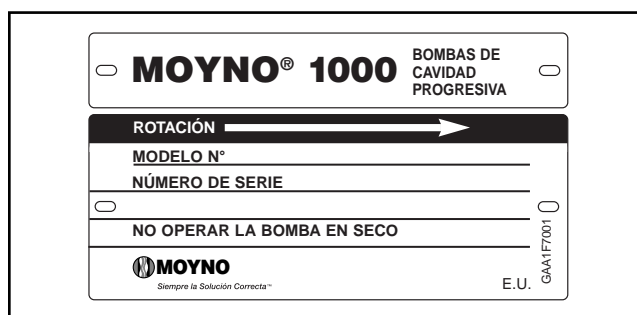 MOYNO® 1000
BOMBAS DE
CAVIDAD
PROGRESIVA
ROTACIÓN
MODELO N°
NÚMERO DE SERIE
NO OPERAR LA BOMBA EN SECO
MOYNO
Siempre la Solución Correcta™
E.U.
GAA1F7001